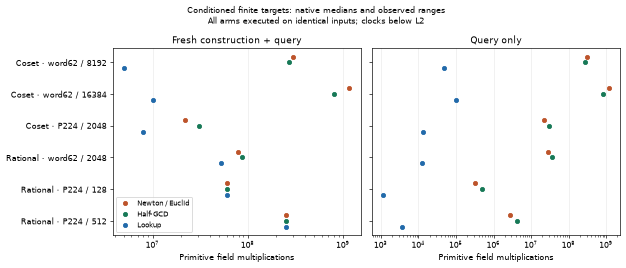 Conditioned finite targets: native medians and observed ranges
All arms executed on identical inputs; clocks below L2
Fresh construction + query
Query only
Coset · word62 / 8192
Coset · word62 / 16384
Coset · P224 / 2048
Rational · word62 / 2048
Rational · P224 / 128
Rational · P224 / 512
Newton / Euclid
Half-GCD
Lookup
10⁷
10⁸
10⁹
10³
10⁴
10⁵
10⁶
10⁷
10⁸
10⁹
Primitive field multiplications
Primitive field multiplications